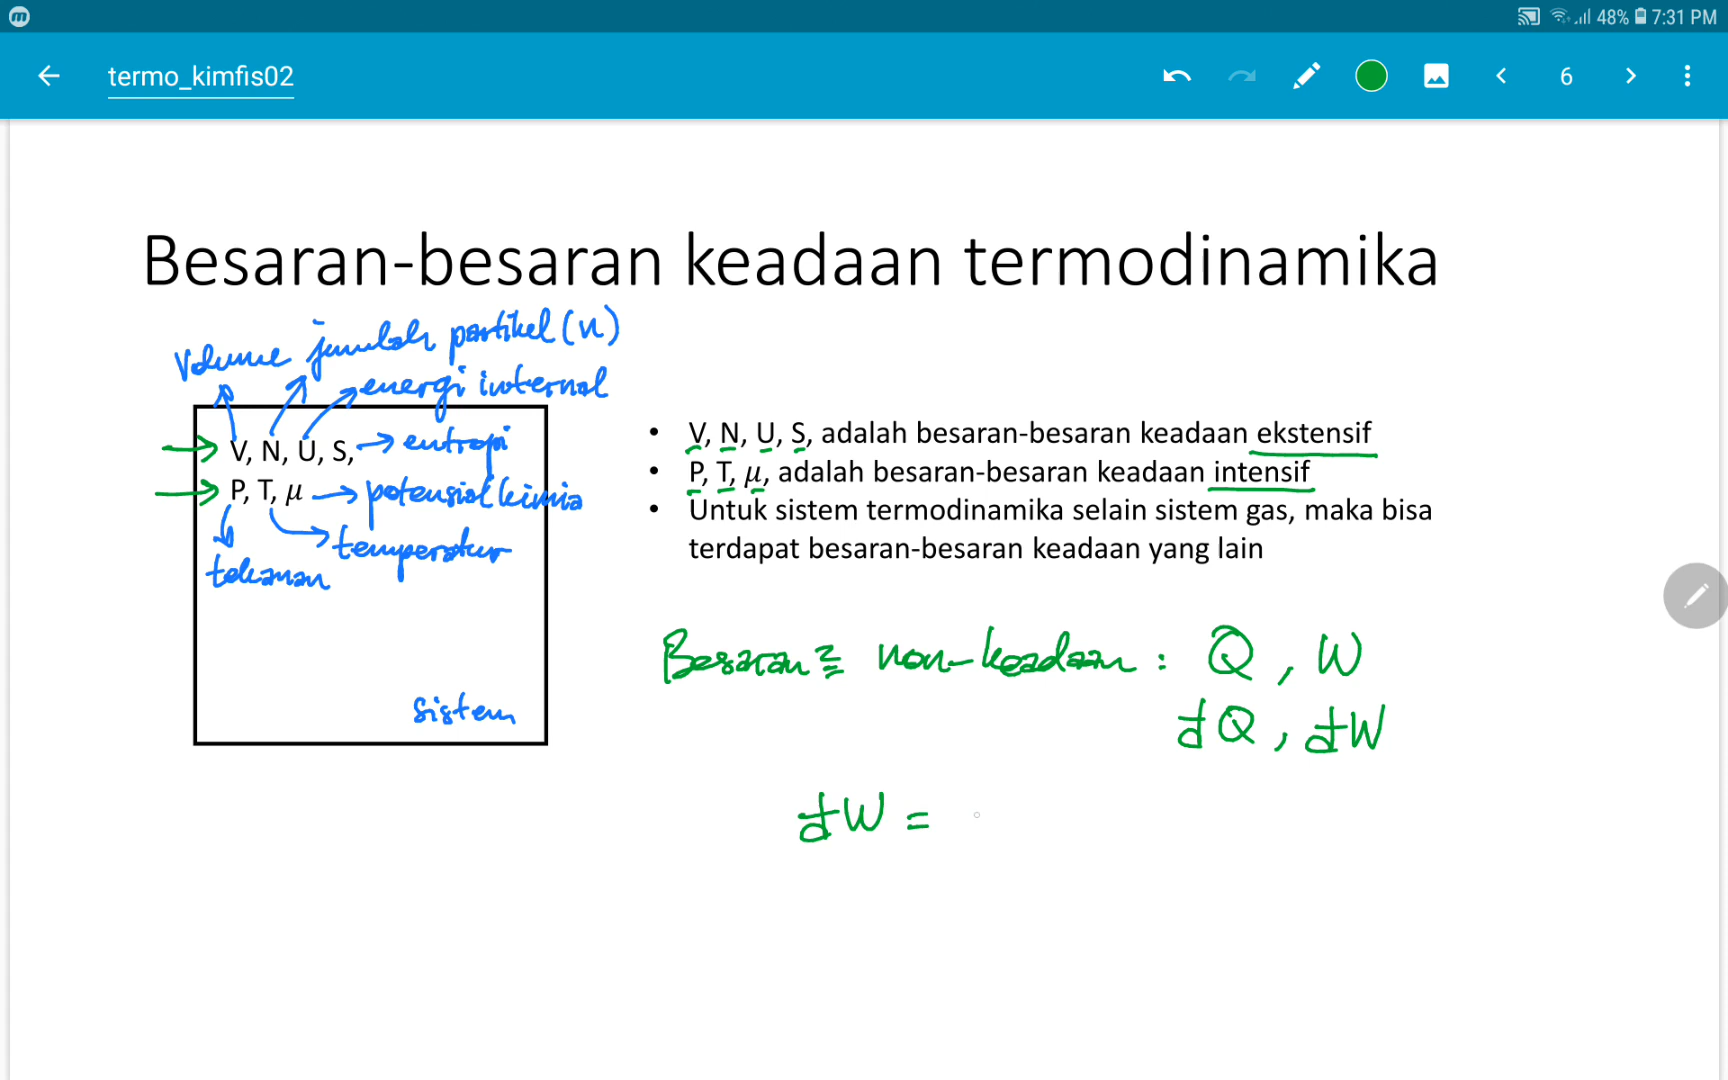 48% 7:31 PM
termo_kimfis02
6
Besaran-besaran keadaan termodinamika
Volume jumlah partikel (n)
energi internal
V, N, U, S, → entropi
P, T, μ → potensial kimia
temperatur
tekanan
sistem
• V, N, U, S, adalah besaran-besaran keadaan ekstensif
• P, T, μ, adalah besaran-besaran keadaan intensif
• Untuk sistem termodinamika selain sistem gas, maka bisa
terdapat besaran-besaran keadaan yang lain
Besaran² non-keadaan : Q , W
đQ , đW
đW =